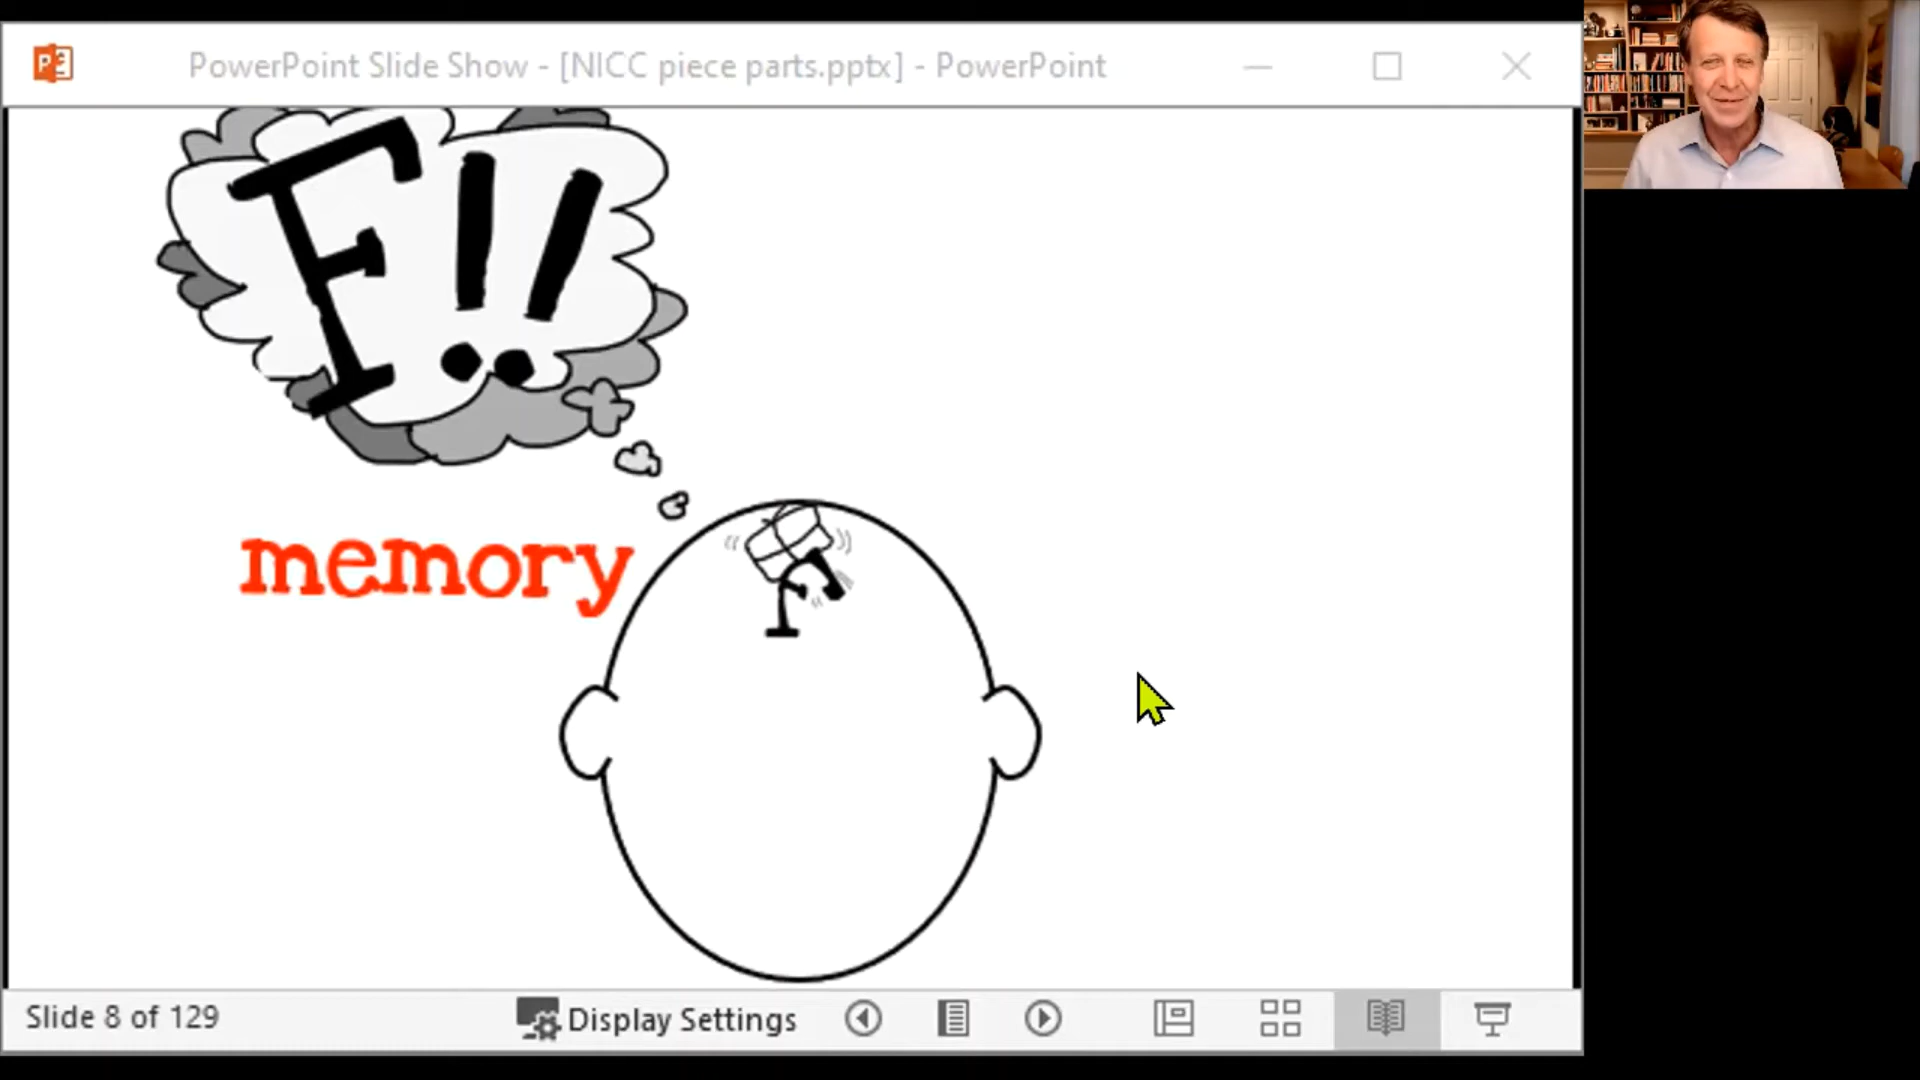 PowerPoint Slide Show - [NICC piece parts.pptx] - PowerPoint
F!!
memory
Slide 8 of 129
Display Settings